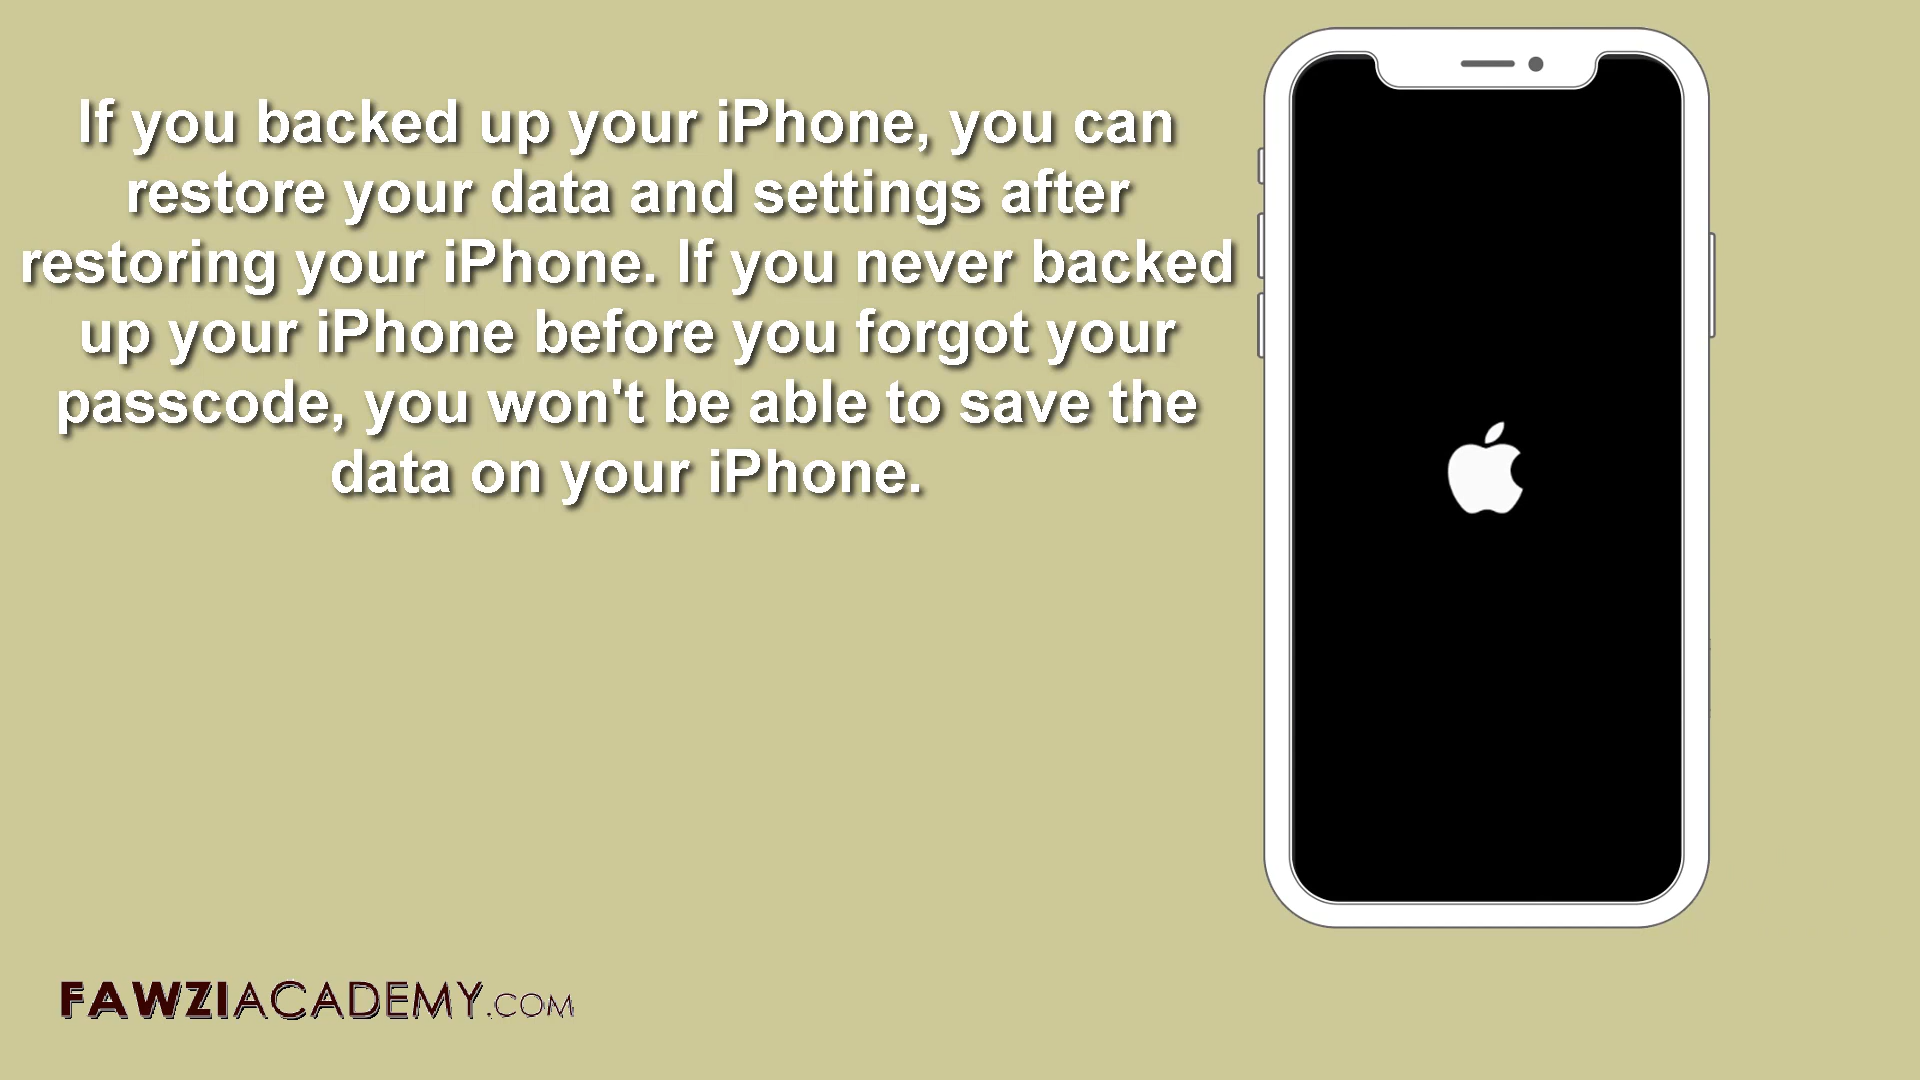 If you backed up your iPhone, you can
restore your data and settings after
restoring your iPhone. If you never backed
up your iPhone before you forgot your
passcode, you won't be able to save the
data on your iPhone.
FAWZIACADEMY.COM